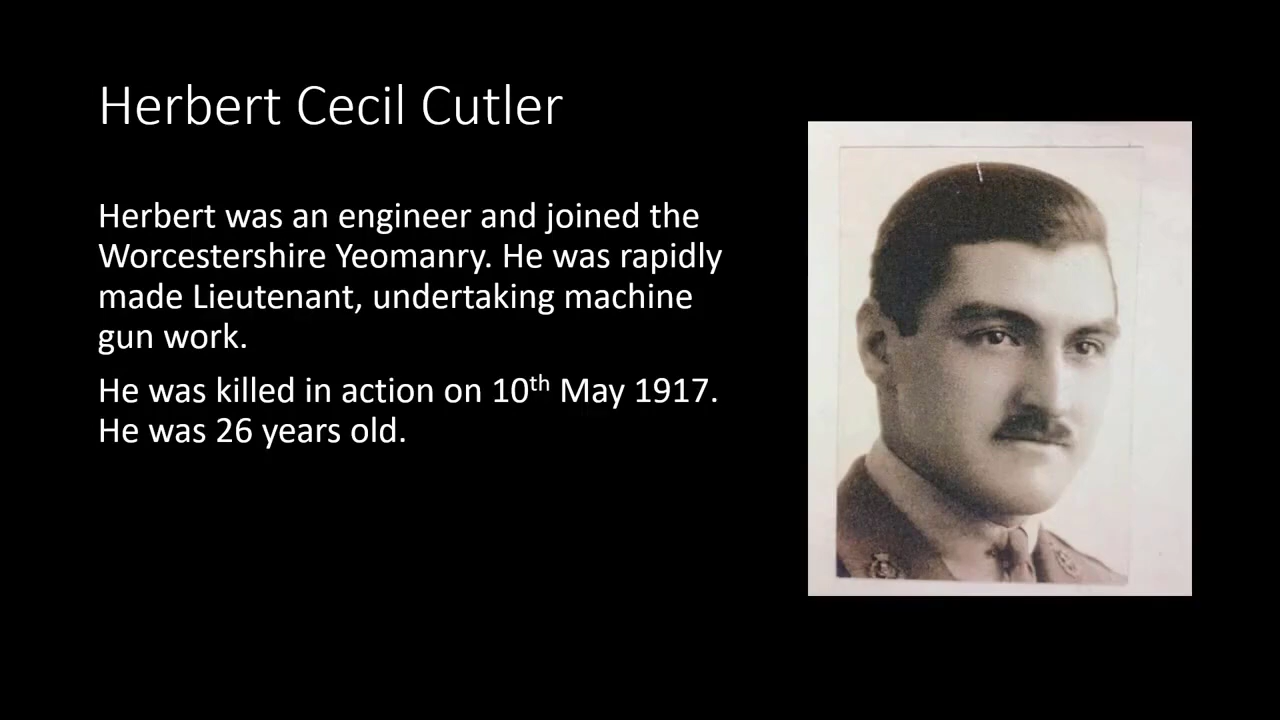 Herbert Cecil Cutler
Herbert was an engineer and joined the
Worcestershire Yeomanry. He was rapidly
made Lieutenant, undertaking machine
gun work.
He was killed in action on 10th May 1917.
He was 26 years old.